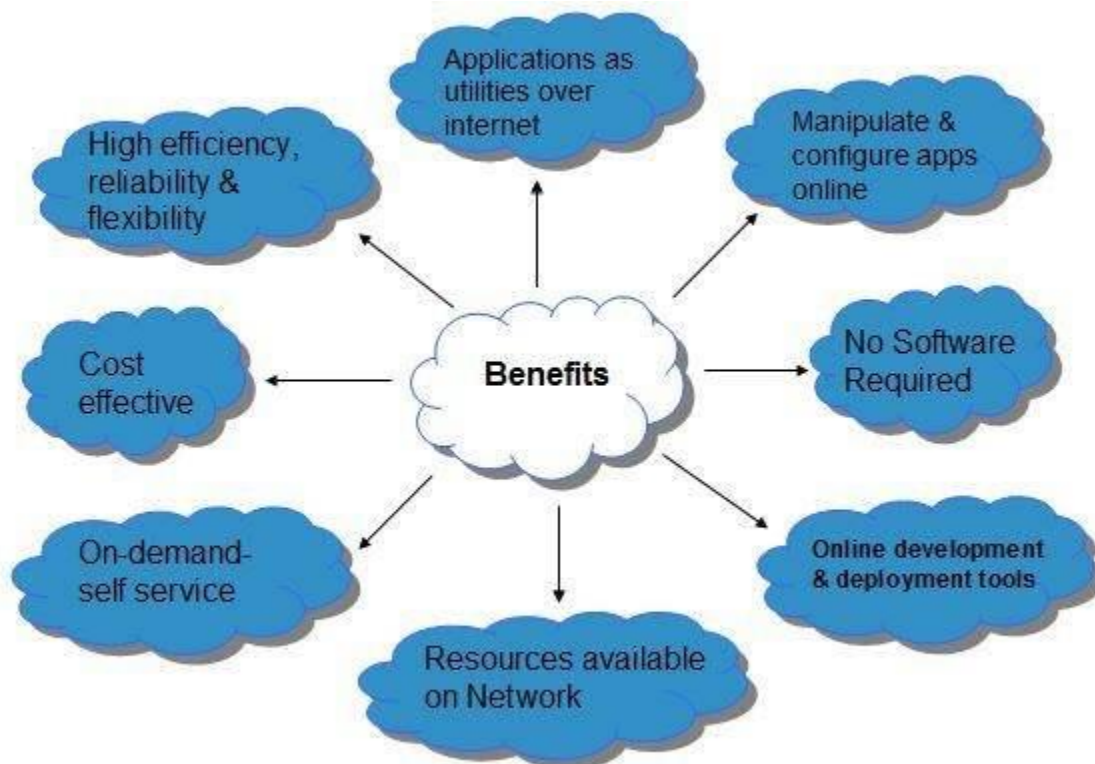 Applications as
utilities over
internet
Manipulate &
configure apps
online
High efficiency,
reliability &
flexibility
Benefits
No Software
Required
Cost
effective
On-demand-
self service
Online development
& deployment tools
Resources available
on Network